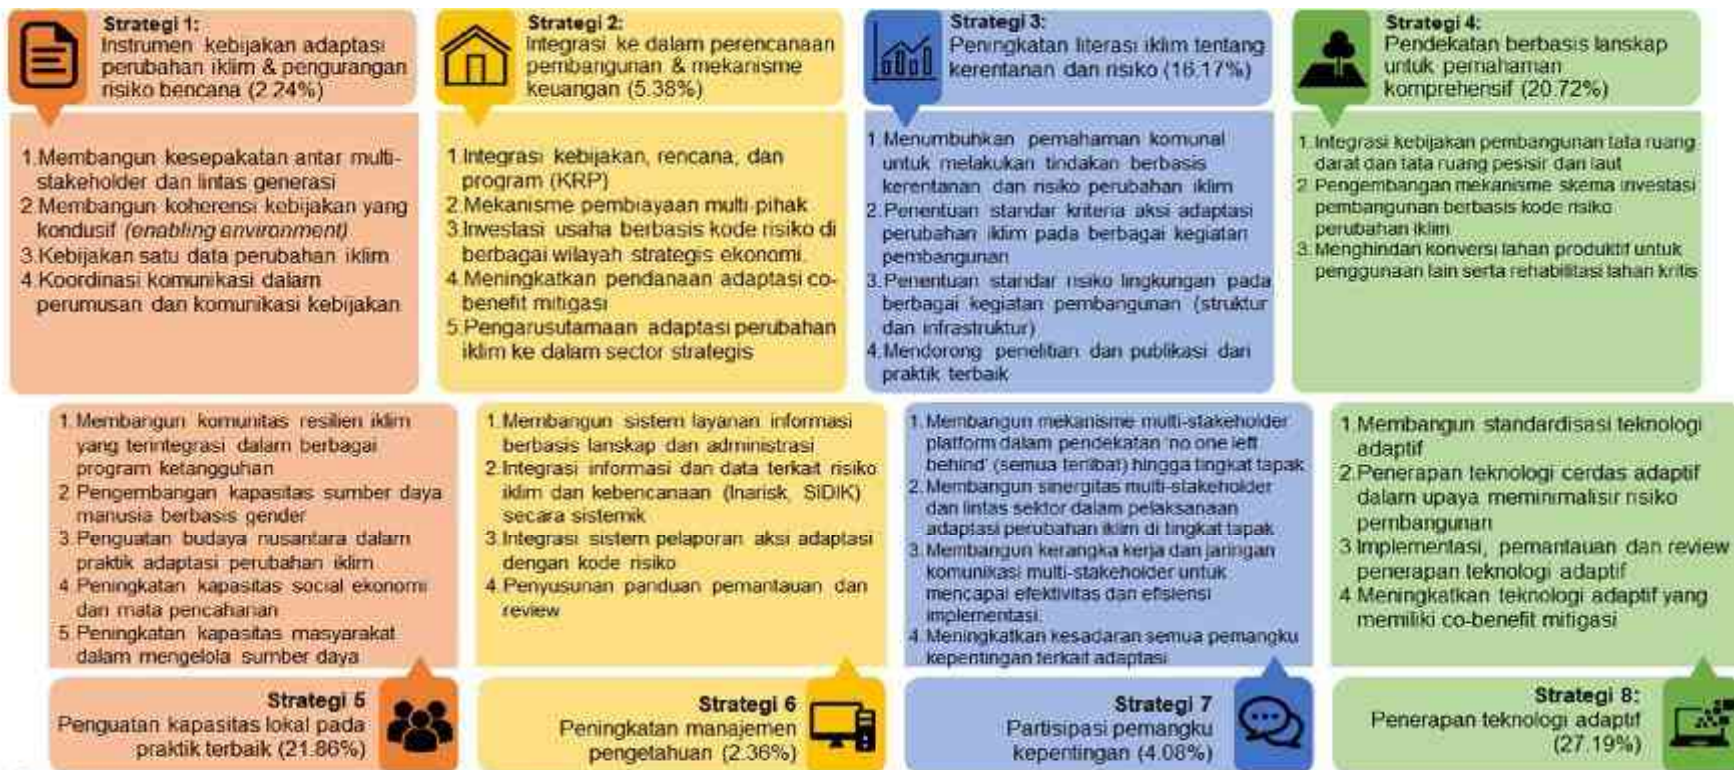 Strategi 1:
Instrumen kebijakan adaptasi
perubahan iklim & pengurangan
risiko bencana (2.24%)
1.Membangun kesepakatan antar multi-
stakeholder dan lintas generasi
2.Membangun koherensi kebijakan yang
kondusif (enabling environment)
3.Kebijakan satu data perubahan iklim
4.Koordinasi komunikasi dalam
perumusan dan komunikasi kebijakan
Strategi 2:
Integrasi ke dalam perencanaan
pembangunan & mekanisme
keuangan (5.38%)
1.Integrasi kebijakan, rencana, dan
program (KRP)
2.Mekanisme pembiayaan multi-pihak
3.Investasi usaha berbasis kode risiko di
berbagai wilayah strategis ekonomi.
4.Meningkatkan pendanaan adaptasi co-
benefit mitigasi
5.Pengarusutamaan adaptasi perubahan
iklim ke dalam sector strategis
Strategi 3:
Peningkatan literasi iklim tentang
kerentanan dan risiko (16.17%)
1.Menumbuhkan pemahaman komunal
untuk melakukan tindakan berbasis
kerentanan dan risiko perubahan iklim
2.Penentuan standar kriteria aksi adaptasi
perubahan iklim pada berbagai kegiatan
pembangunan
3.Penentuan standar risiko lingkungan pada
berbagai kegiatan pembangunan (struktur
dan infrastruktur)
4.Mendorong penelitian dan publikasi dari
praktik terbaik
Strategi 4:
Pendekatan berbasis lanskap
untuk pemahaman
komprehensif (20.72%)
1.Integrasi kebijakan pembangunan tata ruang
darat dan tata ruang pesisir dan laut
2.Pengembangan mekanisme skema investasi
pembangunan berbasis kode risiko
perubahan iklim
3.Menghindari konversi lahan produktif untuk
penggunaan lain serta rehabilitasi lahan kritis
1.Membangun komunitas resilien iklim
yang terintegrasi dalam berbagai
program ketangguhan
2.Pengembangan kapasitas sumber daya
manusia berbasis gender
3.Penguatan budaya nusantara dalam
praktik adaptasi perubahan iklim
4.Peningkatan kapasitas social ekonomi
dan mata pencaharian
5.Peningkatan kapasitas masyarakat
dalam mengelola sumber daya
Strategi 5
Penguatan kapasitas lokal pada
praktik terbaik (21.86%)
1.Membangun sistem layanan informasi
berbasis lanskap dan administrasi
2.Integrasi informasi dan data terkait risiko
iklim dan kebencanaan (Inarisk, SIDIK)
secara sistemik
3.Integrasi sistem pelaporan aksi adaptasi
dengan kode risiko
4.Penyusunan panduan pemantauan dan
review
Strategi 6
Peningkatan manajemen
pengetahuan (2.36%)
1.Membangun mekanisme multi-stakeholder
platform dalam pendekatan 'no one left
behind' (semua terlibat) hingga tingkat tapak
2.Membangun sinergitas multi-stakeholder
dan lintas sektor dalam pelaksanaan
adaptasi perubahan iklim di tingkat tapak
3.Membangun kerangka kerja dan jaringan
komunikasi multi-stakeholder untuk
mencapai efektivitas dan efisiensi
implementasi.
4.Meningkatkan kesadaran semua pemangku
kepentingan terkait adaptasi
Strategi 7
Partisipasi pemangku
kepentingan (4.08%)
1.Membangun standardisasi teknologi
adaptif
2.Penerapan teknologi cerdas adaptif
dalam upaya meminimalisir risiko
pembangunan
3.Implementasi, pemantauan dan review
penerapan teknologi adaptif
4.Meningkatkan teknologi adaptif yang
memiliki co-benefit mitigasi
Strategi 8:
Penerapan teknologi adaptif
(27.19%)